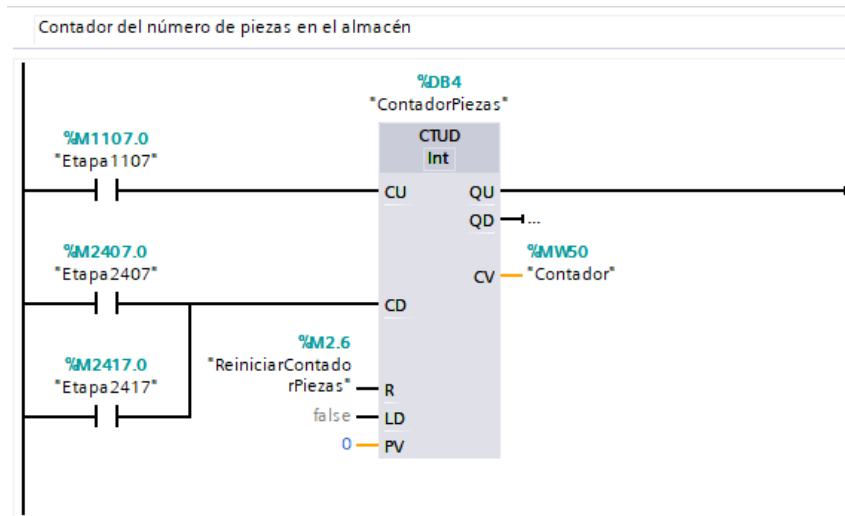 Contador del número de piezas en el almacén
%DB4
"ContadorPiezas"
CTUD
Int
%M1107.0
"Etapa1107"
CU
QU
QD
...
%M2407.0
"Etapa2407"
%MW50
"Contador"
CV
CD
%M2.6
"ReiniciarContado
rPiezas"
R
%M2417.0
"Etapa2417"
false
LD
0
PV